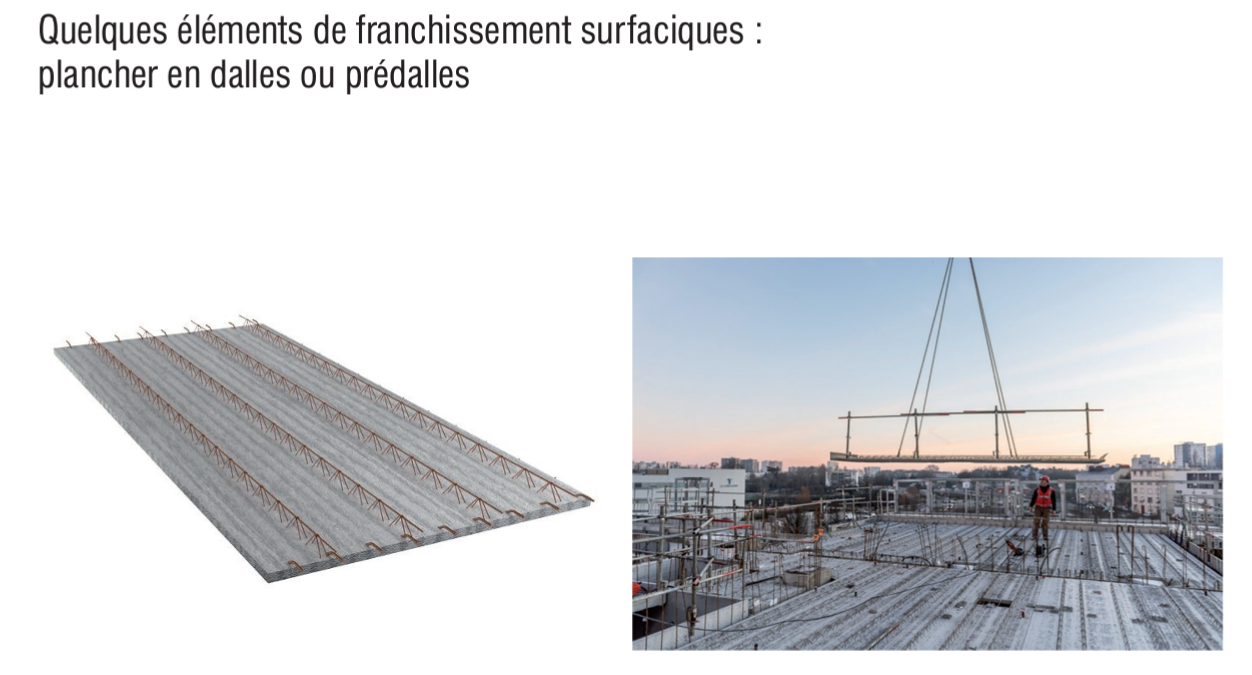 Quelques éléments de franchissement surfaciques :
plancher en dalles ou prédalles